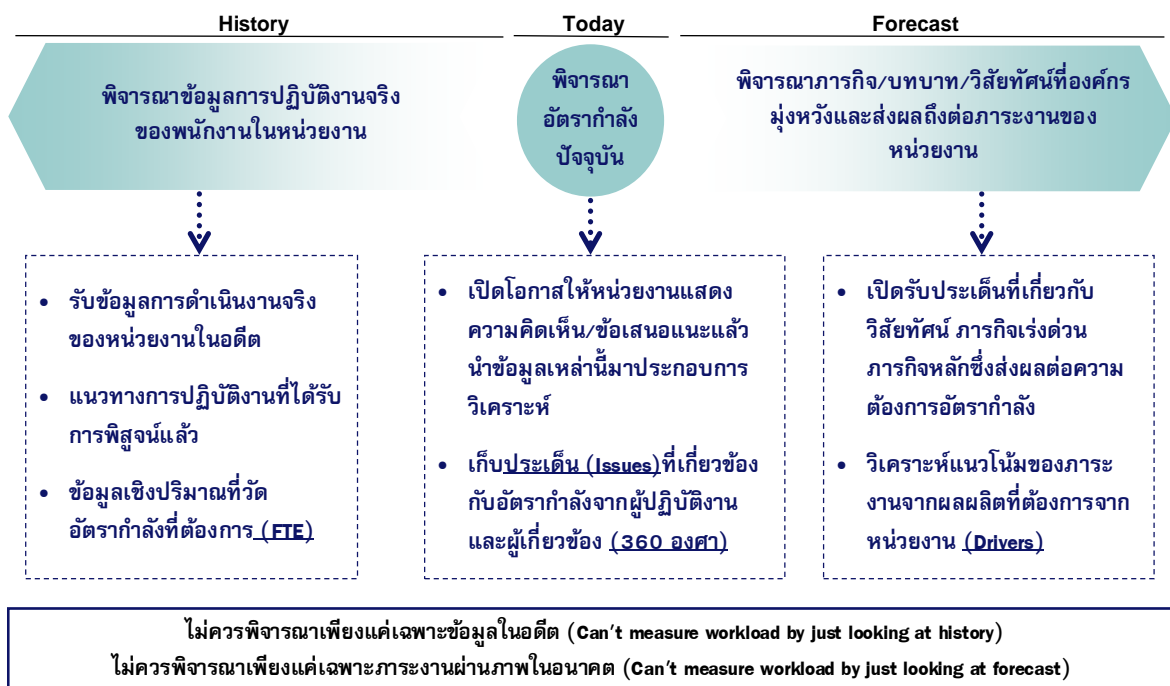 History
Today
Forecast
พิจารณาข้อมูลการปฏิบัติงานจริง
ของพนักงานในหน่วยงาน
พิจารณา
อัตรากำลัง
ปัจจุบัน
พิจารณาภารกิจ/บทบาท/วิสัยทัศน์ที่องค์กร
มุ่งหวังและส่งผลถึงต่อภาระงานของ
หน่วยงาน
• รับข้อมูลการดำเนินงานจริง
ของหน่วยงานในอดีต
• แนวทางการปฏิบัติงานที่ได้รับ
การพิสูจน์แล้ว
• ข้อมูลเชิงปริมาณที่วัด
อัตรากำลังที่ต้องการ (FTE)
• เปิดโอกาสให้หน่วยงานแสดง
ความคิดเห็น/ข้อเสนอแนะแล้ว
นำข้อมูลเหล่านี้มาประกอบการ
วิเคราะห์
• เก็บประเด็น (Issues)ที่เกี่ยวข้อง
กับอัตรากำลังจากผู้ปฏิบัติงาน
และผู้เกี่ยวข้อง (360 องศา)
• เปิดรับประเด็นที่เกี่ยวกับ
วิสัยทัศน์ ภารกิจเร่งด่วน
ภารกิจหลักซึ่งส่งผลต่อความ
ต้องการอัตรากำลัง
• วิเคราะห์แนวโน้มของภาระ
งานจากผลผลิตที่ต้องการจาก
หน่วยงาน (Drivers)
ไม่ควรพิจารณาเพียงแค่เฉพาะข้อมูลในอดีต (Can't measure workload by just looking at history)
ไม่ควรพิจารณาเพียงแค่เฉพาะภาระงานผ่านภาพในอนาคต (Can't measure workload by just looking at forecast)